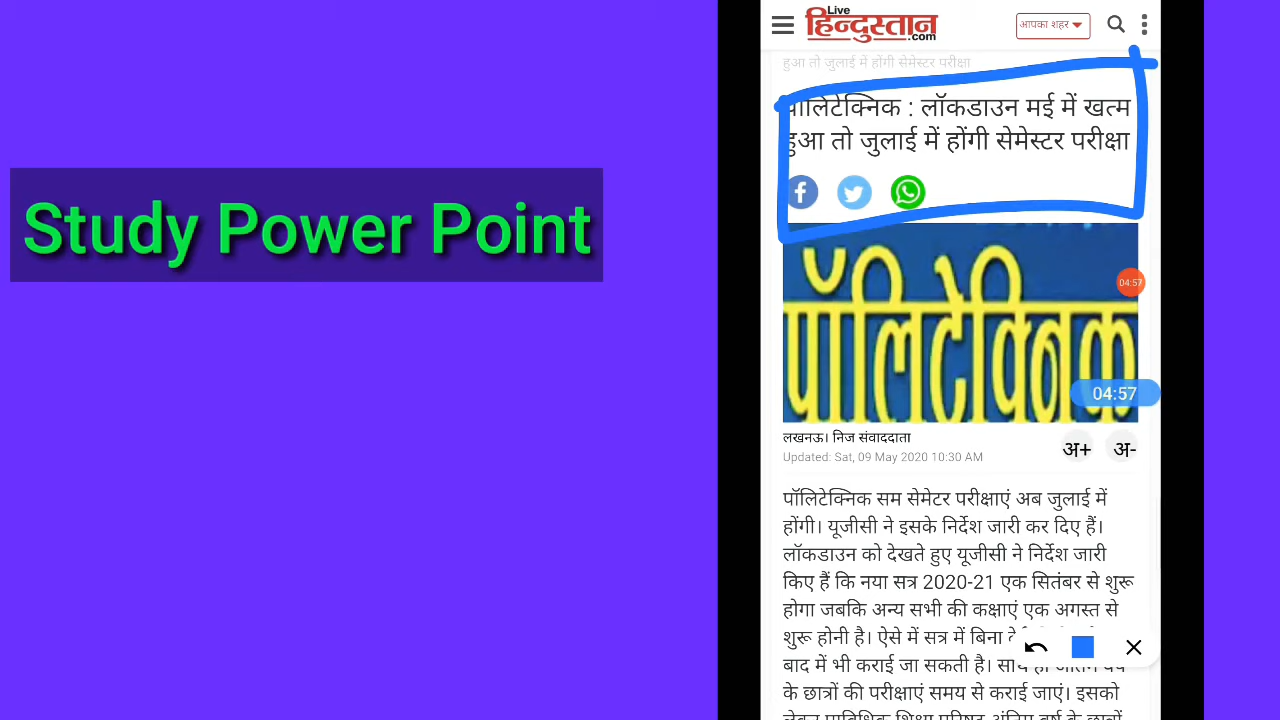 Study Power Point
Live
हिन्दुस्तान
.com
आपका शहर
हुआ तो जुलाई में होंगी सेमेस्टर परीक्षा
पॉलिटेक्निक : लॉकडाउन मई में खत्म
हुआ तो जुलाई में होंगी सेमेस्टर परीक्षा
पॉलिटेक्निक
04:57
04:57
लखनऊ। निज संवाददाता
Updated: Sat, 09 May 2020 10:30 AM
अ+ अ-
पॉलिटेक्निक सम सेमेटर परीक्षाएं अब जुलाई में
होंगी। यूजीसी ने इसके निर्देश जारी कर दिए हैं।
लॉकडाउन को देखते हुए यूजीसी ने निर्देश जारी
किए हैं कि नया सत्र 2020-21 एक सितंबर से शुरू
होगा जबकि अन्य सभी की कक्षाएं एक अगस्त से
शुरू होनी है। ऐसे में सत्र में बिना
बाद में भी कराई जा सकती है।
के छात्रों की परीक्षाएं समय से कराई जाएं। इसको